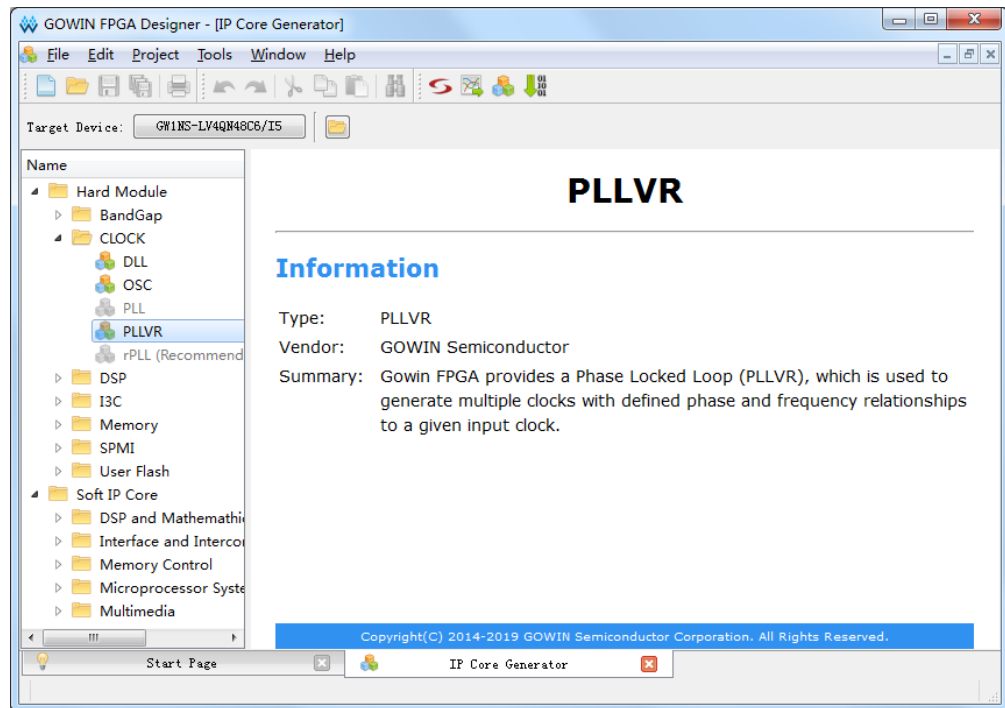 GOWIN FPGA Designer - [IP Core Generator]
File Edit Project Tools Window Help
Target Device: GW1NS-LV4QN48C6/I5
Name
Hard Module
BandGap
CLOCK
DLL
OSC
PLL
PLLVR
rPLL (Recommend
DSP
I3C
Memory
SPMI
User Flash
Soft IP Core
DSP and Mathemathi
Interface and Interco
Memory Control
Microprocessor Syste
Multimedia
PLLVR
Information
Type: PLLVR
Vendor: GOWIN Semiconductor
Summary: Gowin FPGA provides a Phase Locked Loop (PLLVR), which is used to
generate multiple clocks with defined phase and frequency relationships
to a given input clock.
Copyright(C) 2014-2019 GOWIN Semiconductor Corporation. All Rights Reserved.
Start Page IP Core Generator